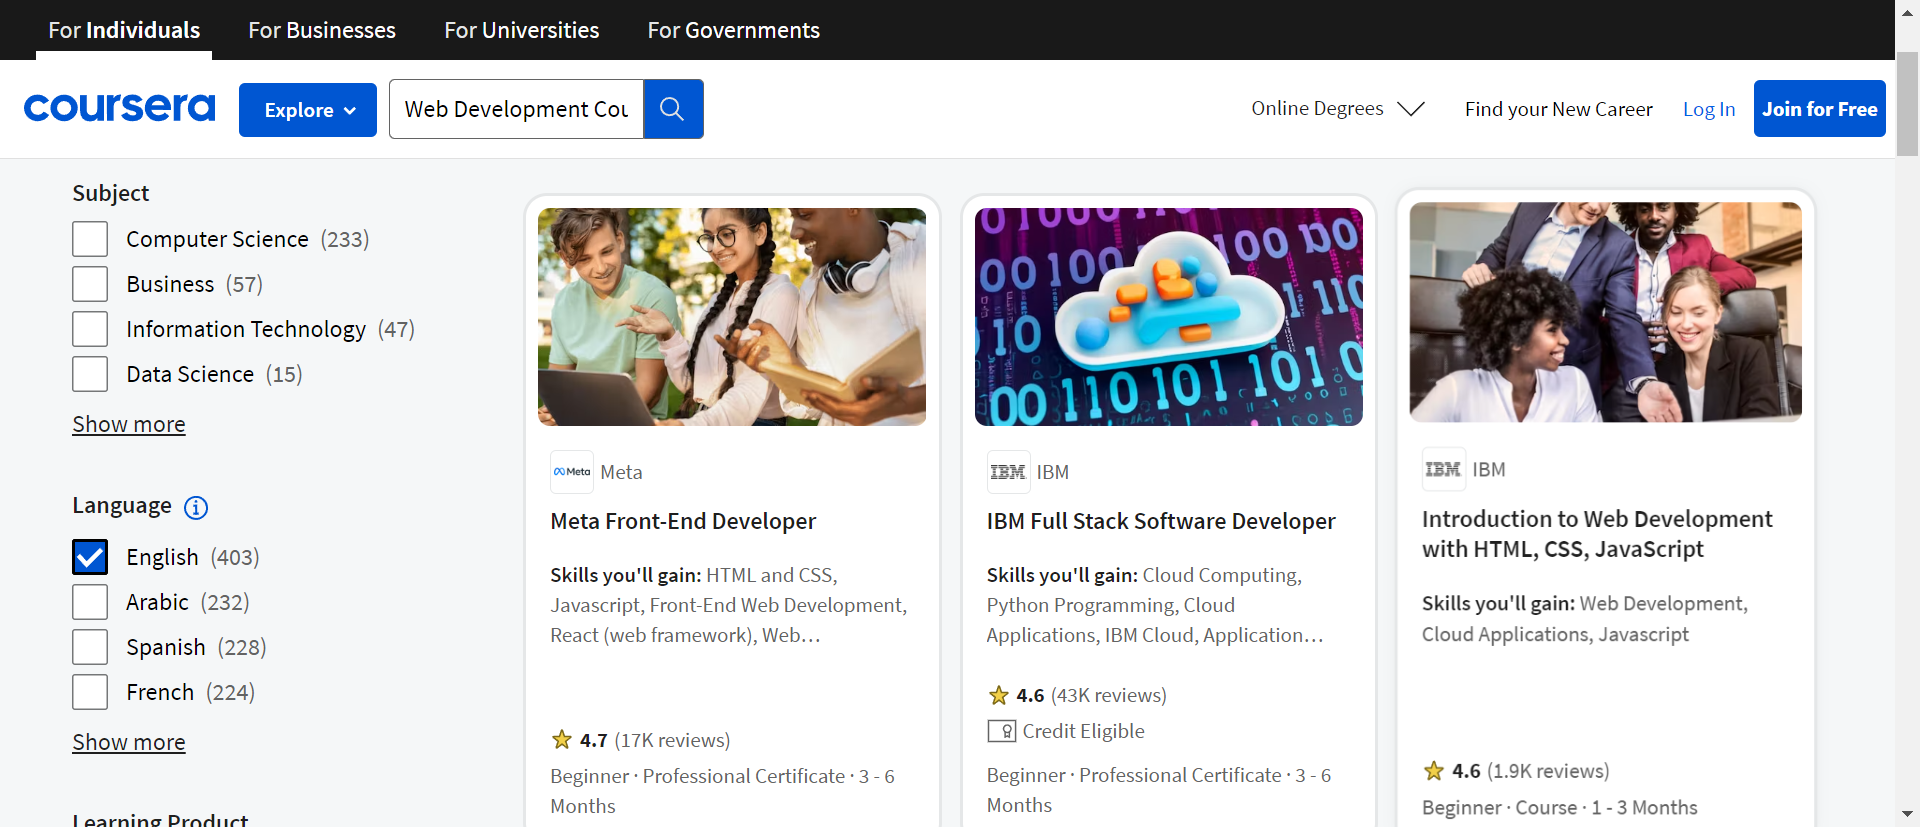 For Individuals
For Businesses
For Universities
For Governments
coursera
Explore
Web Development Cou
Online Degrees
Find your New Career
Log In
Join for Free
Subject
Computer Science (233)
Business (57)
Information Technology (47)
Data Science (15)
Show more
Language
English (403)
Arabic (232)
Spanish (228)
French (224)
Show more
Learning Product
Meta Meta
Meta Front-End Developer
Skills you'll gain: HTML and CSS,
Javascript, Front-End Web Development,
React (web framework), Web…
4.7 (17K reviews)
Beginner · Professional Certificate · 3 - 6
Months
IBM IBM
IBM Full Stack Software Developer
Skills you'll gain: Cloud Computing,
Python Programming, Cloud
Applications, IBM Cloud, Application…
4.6 (43K reviews)
Credit Eligible
Beginner · Professional Certificate · 3 - 6
Months
IBM IBM
Introduction to Web Development
with HTML, CSS, JavaScript
Skills you'll gain: Web Development,
Cloud Applications, Javascript
4.6 (1.9K reviews)
Beginner · Course · 1 - 3 Months